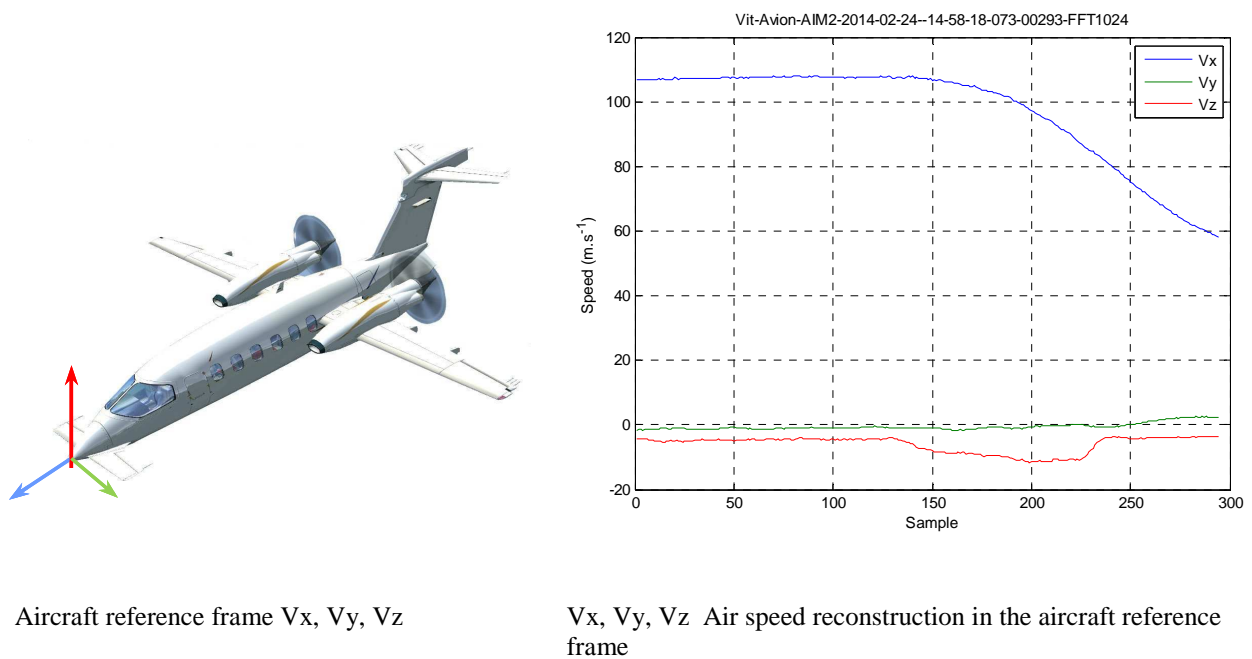 Vit-Avion-AIM2-2014-02-24--14-58-18-073-00293-FFT1024
120
100
80
60
40
20
0
-20
Speed (m.s-1)
Vx
Vy
Vz
0 50 100 150 200 250 300
Sample
Aircraft reference frame Vx, Vy, Vz
Vx, Vy, Vz Air speed reconstruction in the aircraft reference
frame